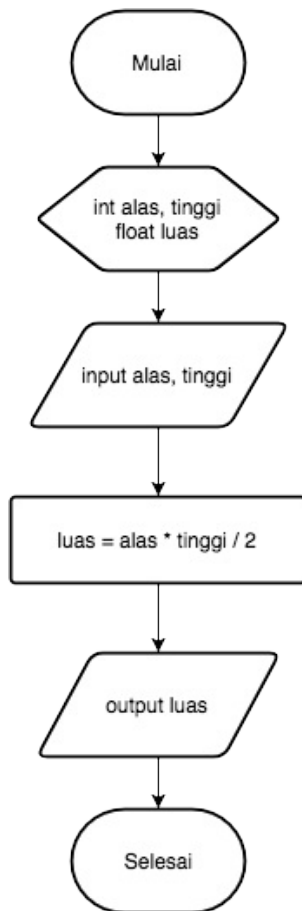 Mulai
int alas, tinggi
float luas
input alas, tinggi
luas = alas * tinggi / 2
output luas
Selesai